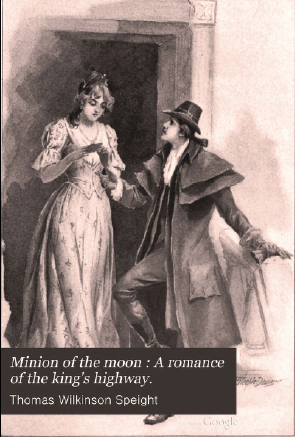 Minion of the moon : A romance
of the king's highway.
Thomas Wilkinson Speight
Google